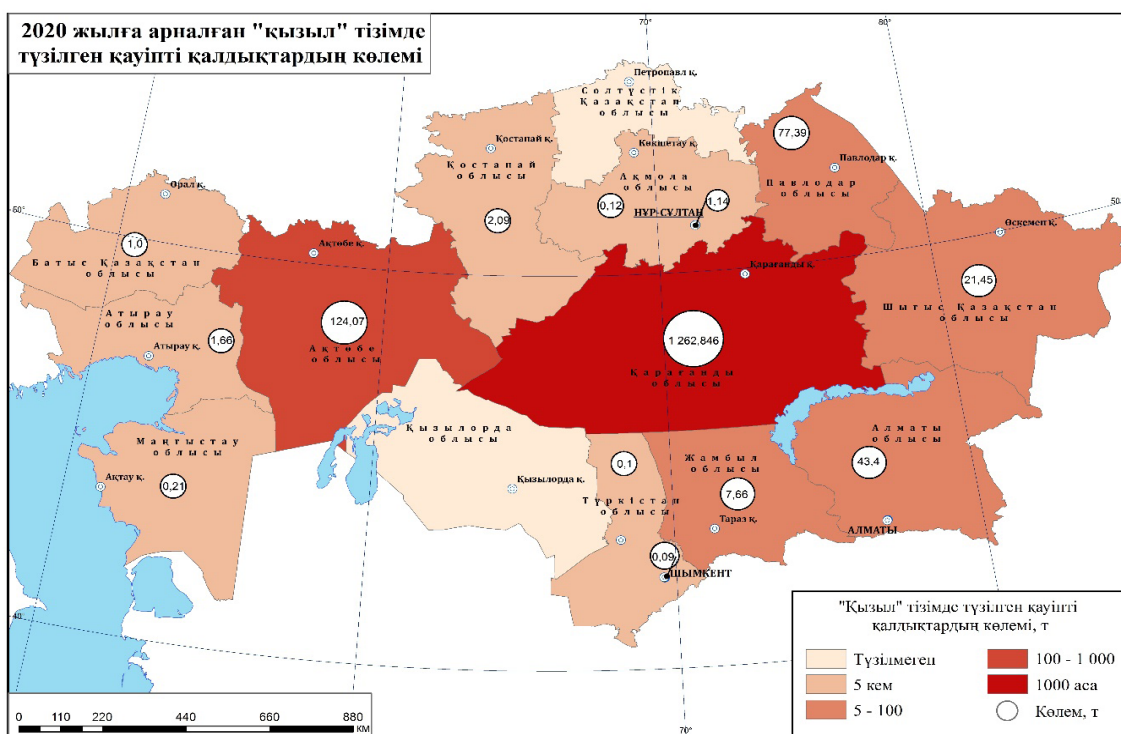 2020 жылға арналған "қызыл" тізімде
түзілген қауіпті қалдықтардың көлемі
70°
80°
Петропавл қ.
Солтүстік
Қазақстан
облысы
77,39
Қостанай қ.
Көкшетау қ.
Павлодар қ.
Қостанай
облысы
Ақмола
облысы
Павлодар
облысы
Орал қ.
0,12
1,14
50°
50°
2,09
НҰР-СҰЛТАН
Өскемен қ.
1,0
Ақтөбе қ.
Батыс Қазақстан
облысы
Қарағанды қ.
21,45
Шығыс Қазақстан
облысы
Атырау
облысы
124,07
1,66
1 262,846
Атырау қ.
Ақтөбе
облысы
Қарағанды
облысы
Қызылорда
облысы
Алматы
облысы
Маңғыстау
облысы
Жамбыл
облысы
0,1
43,4
Ақтау қ.
0,21
Қызылорда қ.
7,66
Түркістан
облысы
Тараз қ.
АЛМАТЫ
0,09
ШЫМКЕНТ
40°
70°
"Қызыл" тізімде түзілген қауіпті
қалдықтардың көлемі, т
Түзілмеген
5 кем
5 - 100
100 - 1 000
1000 аса
Көлем, т
0 110 220 440 660 880
КМ